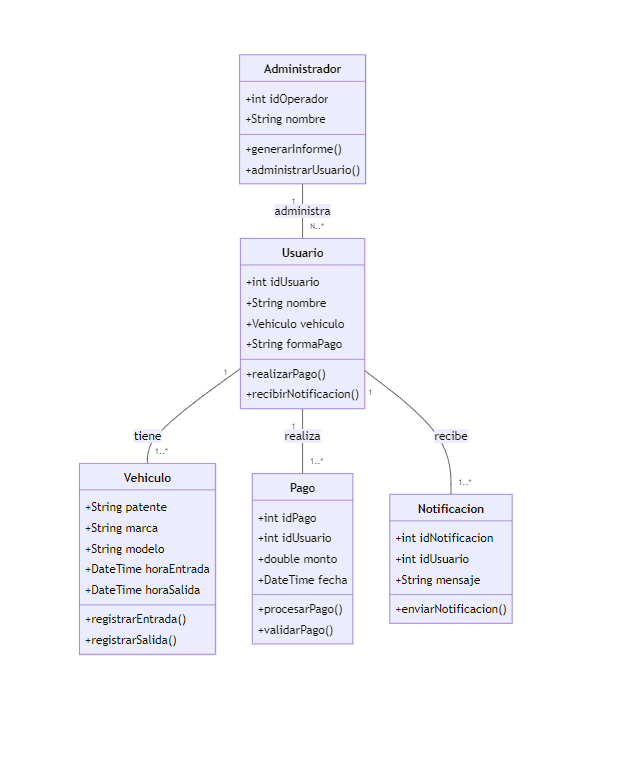 Administrador
+int idOperador
+String nombre
+generarInforme()
+administrarUsuario()
1
administra
N..*
Usuario
+int idUsuario
+String nombre
+Vehiculo vehiculo
+String formaPago
+realizarPago()
+recibirNotificacion()
1
1
1
tiene
realiza
recibe
1..*
1..*
1..*
Vehiculo
+String patente
+String marca
+String modelo
+DateTime horaEntrada
+DateTime horaSalida
+registrarEntrada()
+registrarSalida()
Pago
+int idPago
+int idUsuario
+double monto
+DateTime fecha
+procesarPago()
+validarPago()
Notificacion
+int idNotificacion
+int idUsuario
+String mensaje
+enviarNotificacion()